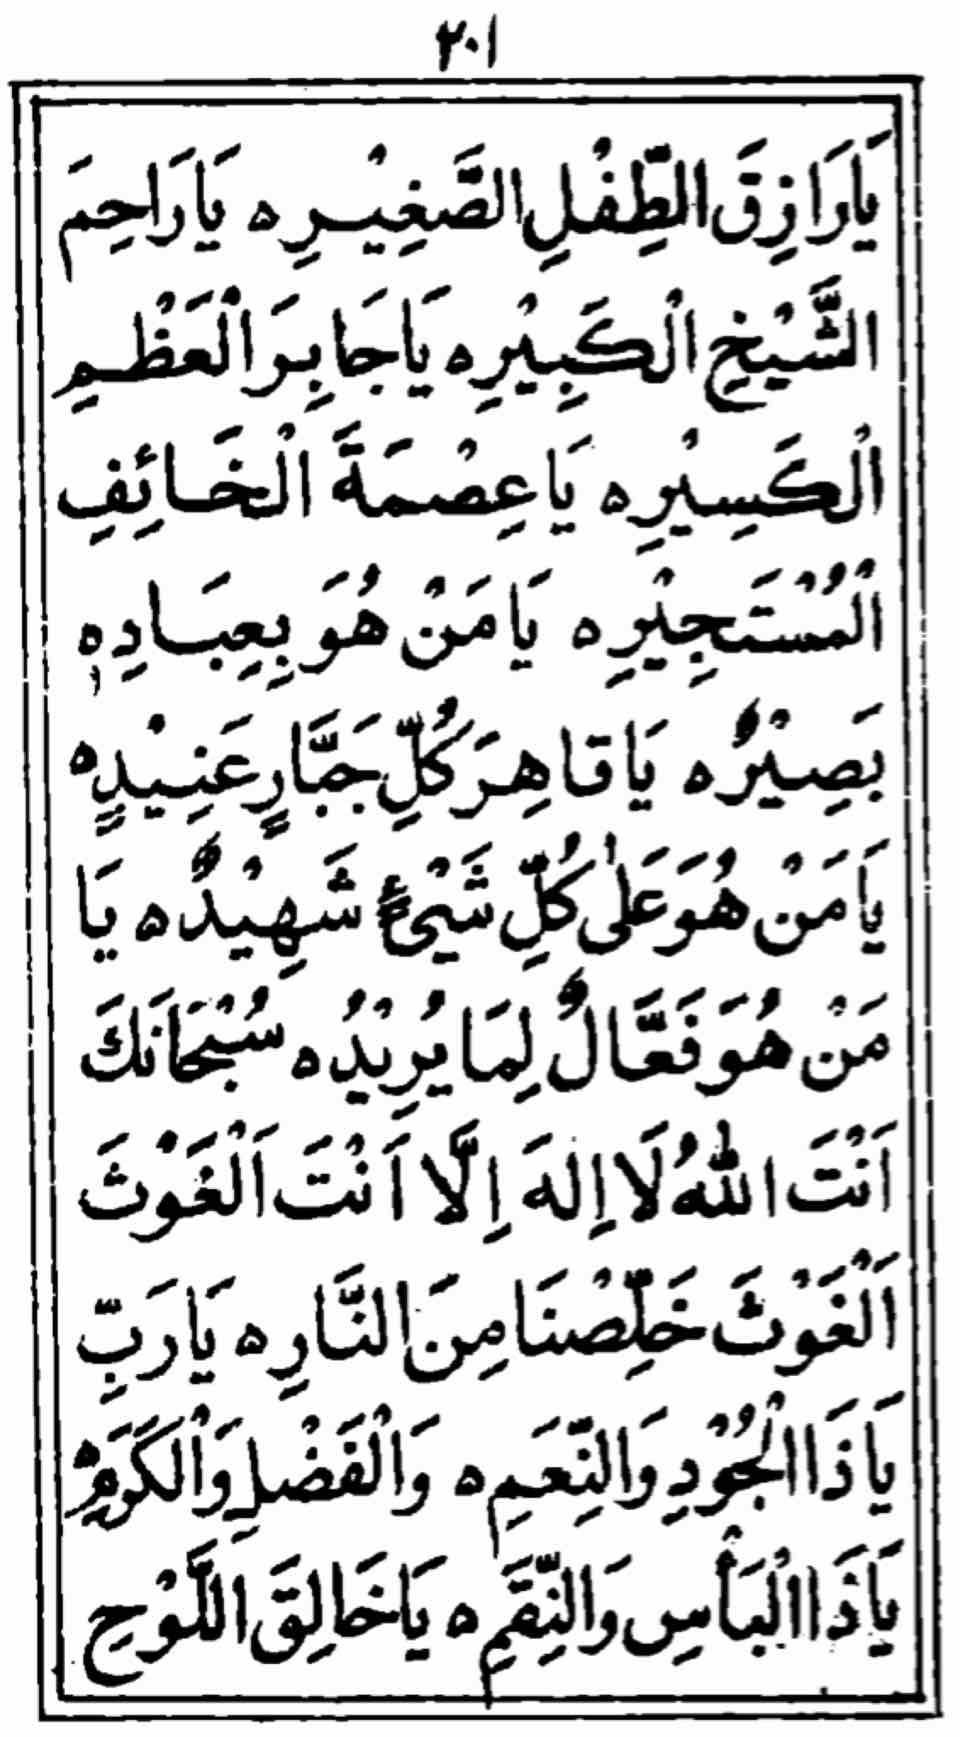 ٢٠١
يَارَازِقَ الطِّفْلِ الصَّغِيْرِ ه يَارَاحِمَ
الشَّيْخِ الْكَبِيْرِ ه يَاجَابِرَ الْعَظْمِ
الْكَسِيْرِ ه يَاعِصْمَةَ الْخَائِفِ
الْمُسْتَجِيْرِ ه يَامَنْ هُوَ بِعِبَادِهٖ
بَصِيْرٌ ه يَاقَاهِرَ كُلِّ جَبَّارٍ عَنِيْدٍ ه
يَامَنْ هُوَ عَلٰى كُلِّ شَيْئٍ شَهِيْدٌ ه يَا
مَنْ هُوَ فَعَّالٌ لِمَا يُرِيْدُ ه سُبْحَانَكَ
اَنْتَ اللّٰهُ لَا اِلهَ اِلَّا اَنْتَ اَلْغَوْثَ
اَلْغَوْثَ خَلِّصْنَا مِنَ النَّارِ ه يَارَبِّ
يَاذَا الْجُوْدِ وَالنِّعَمِ ه وَالْفَضْلِ وَالْكَرَمِ ه
يَاذَا الْبَأْسِ وَالنِّقَمِ ه يَاخَالِقَ اللَّوْحِ